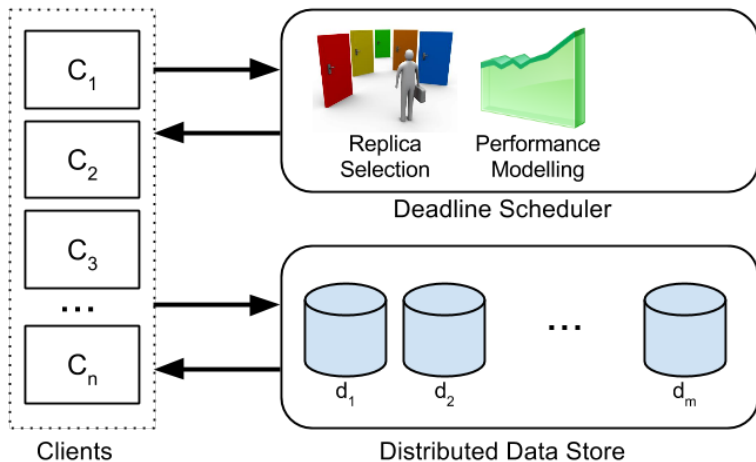 C1
C2
C3
...
Cn
Clients
Replica
Selection
Performance
Modelling
Deadline Scheduler
...
d1
d2
dm
Distributed Data Store